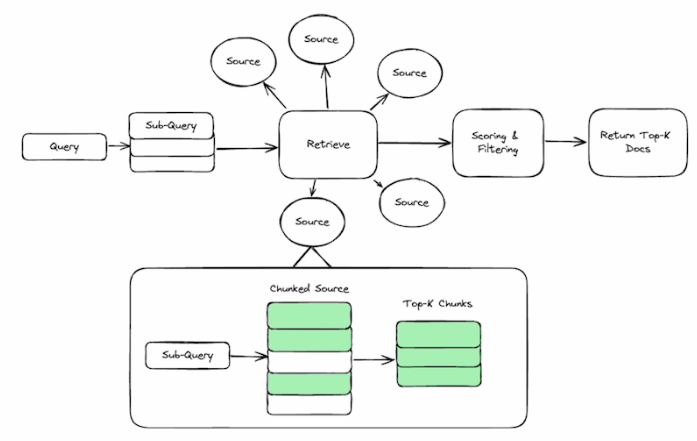 Source
Source
Source
Sub-Query
Query
Retrieve
Scoring &
Filtering
Return Top-K
Docs
Source
Source
Chunked Source
Top-K Chunks
Sub-Query